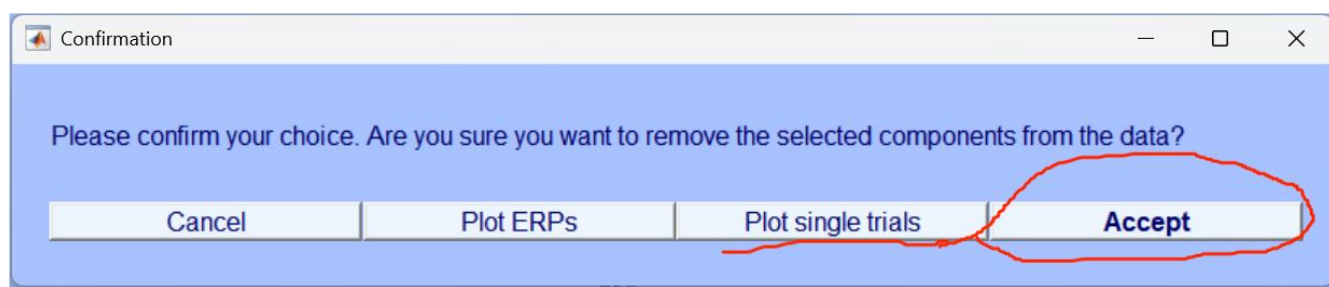 Confirmation
Please confirm your choice. Are you sure you want to remove the selected components from the data?
Cancel Plot ERPs Plot single trials Accept